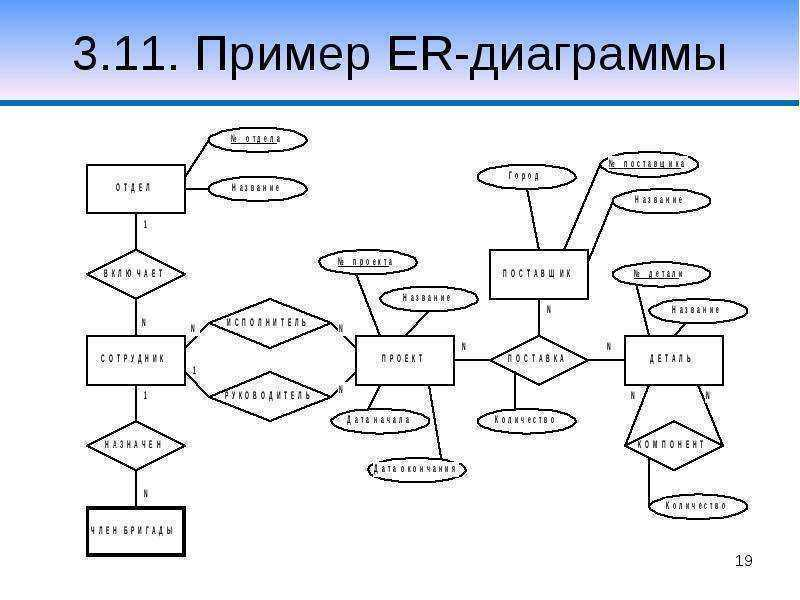 3.11. Пример ER-диаграммы
№ отдела
ОТДЕЛ
Название
1
ВКЛЮЧАЕТ
N
СОТРУДНИК
N
ИСПОЛНИТЕЛЬ
N
1
РУКОВОДИТЕЛЬ
N
1
НАЗНАЧЕН
N
ЧЛЕН БРИГАДЫ
№ проекта
Название
ПРОЕКТ
Дата начала
Дата окончания
N
Город
№ поставщика
Название
ПОСТАВЩИК
N
ПОСТАВКА
Количество
N
№ детали
Название
ДЕТАЛЬ
N
N
КОМПОНЕНТ
Количество
19